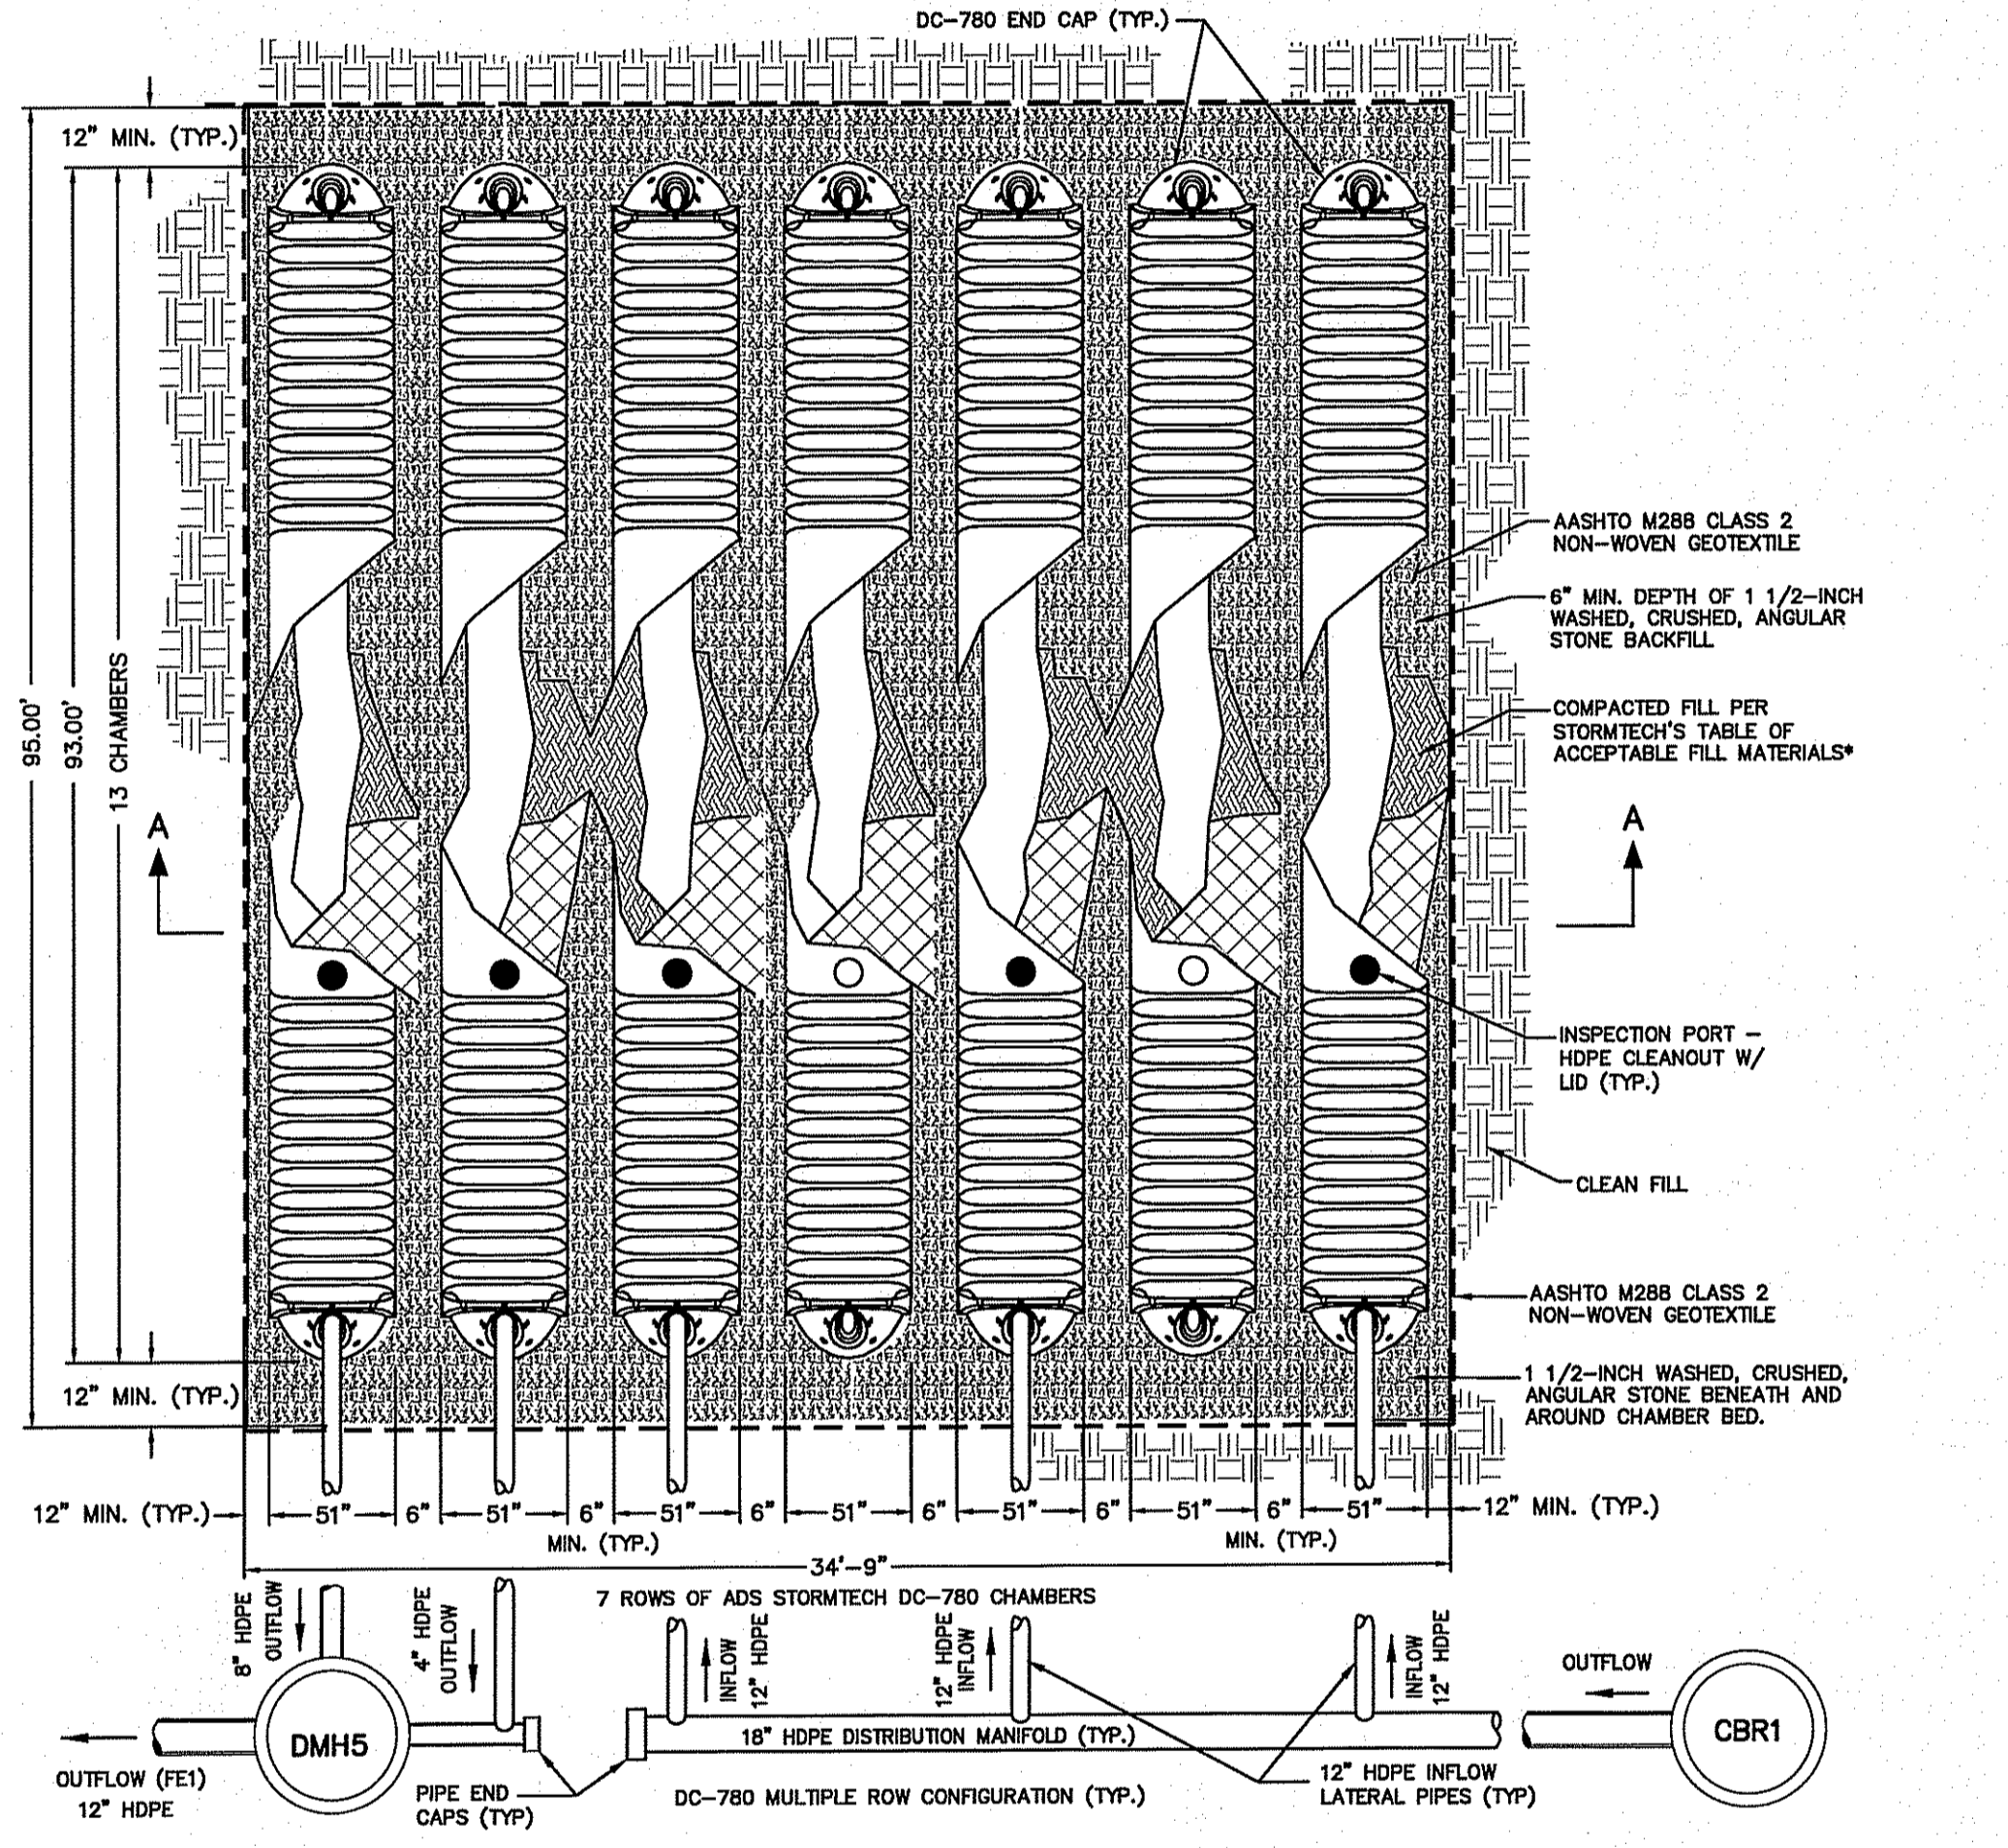 DC-780 END CAP (TYP.)
12" MIN. (TYP.)
95.00'
93.00'
13 CHAMBERS
AASHTO M288 CLASS 2
NON-WOVEN GEOTEXTILE
6" MIN. DEPTH OF 1 1/2-INCH
WASHED, CRUSHED, ANGULAR
STONE BACKFILL
COMPACTED FILL PER
STORMTECH'S TABLE OF
ACCEPTABLE FILL MATERIALS*
A
A
INSPECTION PORT -
HDPE CLEANOUT W/
LID (TYP.)
CLEAN FILL
AASHTO M288 CLASS 2
NON-WOVEN GEOTEXTILE
1 1/2-INCH WASHED, CRUSHED,
ANGULAR STONE BENEATH AND
AROUND CHAMBER BED.
12" MIN. (TYP.)
12" MIN. (TYP.) 51" 6" 51" 6" 51" 6" 51" 6" 51" 6" 51" 6" 51" 12" MIN. (TYP.)
MIN. (TYP.) MIN. (TYP.)
34'-9"
7 ROWS OF ADS STORMTECH DC-780 CHAMBERS
8" HDPE
OUTFLOW
4" HDPE
OUTFLOW
INFLOW
12" HDPE
12" HDPE
INFLOW
INFLOW
12" HDPE
OUTFLOW
DMH5
18" HDPE DISTRIBUTION MANIFOLD (TYP.)
CBR1
OUTFLOW (FE1)
12" HDPE
PIPE END
CAPS (TYP)
DC-780 MULTIPLE ROW CONFIGURATION (TYP.)
12" HDPE INFLOW
LATERAL PIPES (TYP)